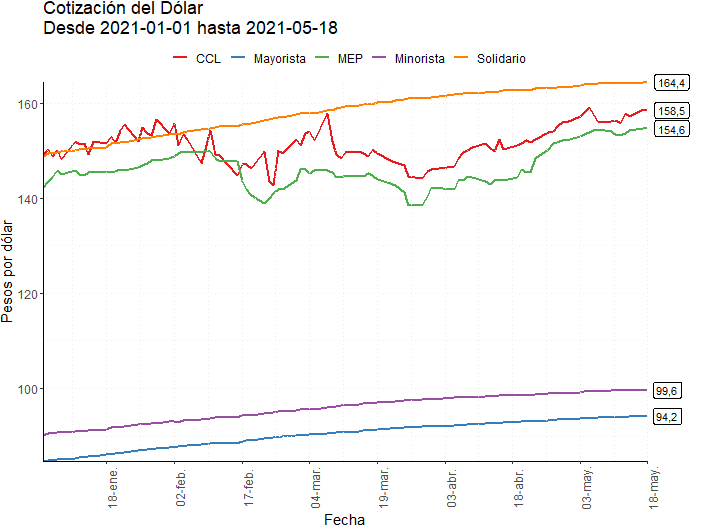 Cotización del Dólar
Desde 2021-01-01 hasta 2021-05-18
CCL Mayorista MEP Minorista Solidario
164,4
160
158,5
154,6
140
120
100
99,6
94,2
Pesos por dólar
18-ene. 02-feb. 17-feb. 04-mar. 19-mar. 03-abr. 18-abr. 03-may. 18-may.
Fecha